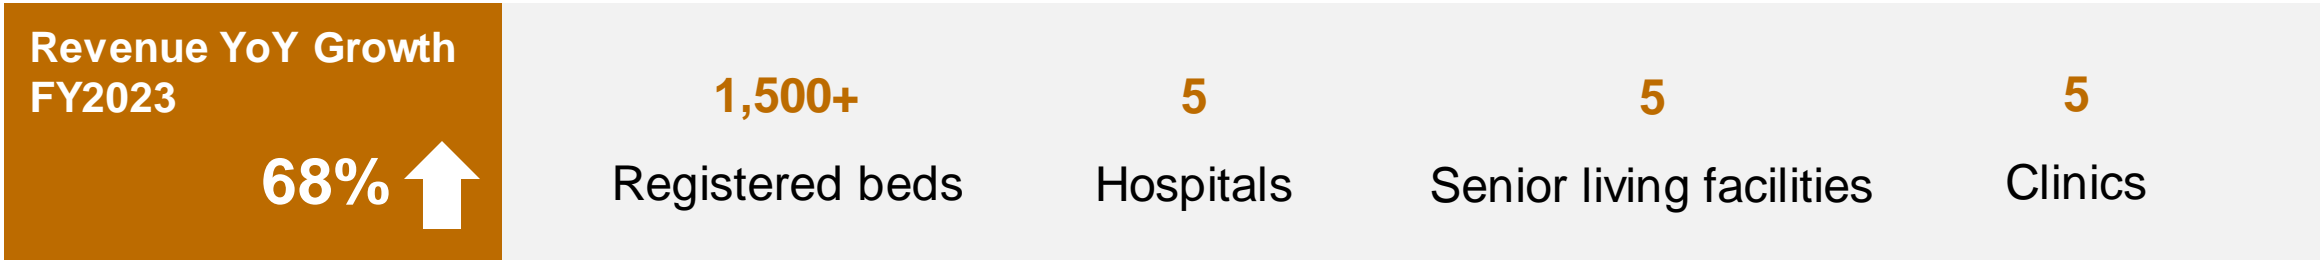 Revenue YoY Growth
FY2023
68%
1,500+
Registered beds
5
Hospitals
5
Senior living facilities
5
Clinics